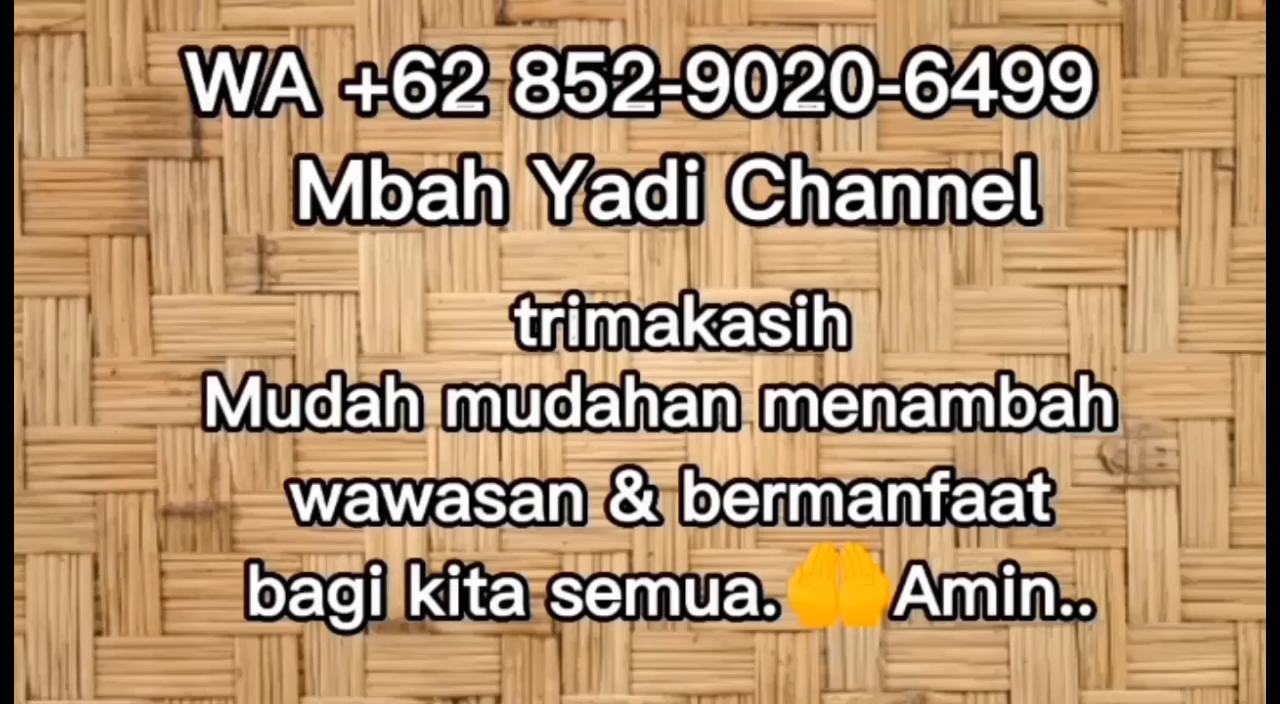 WA +62 852-9020-6499
Mbah Yadi Channel
trimakasih
Mudah mudahan menambah
wawasan & bermanfaat
bagi kita semua.🤲Amin..